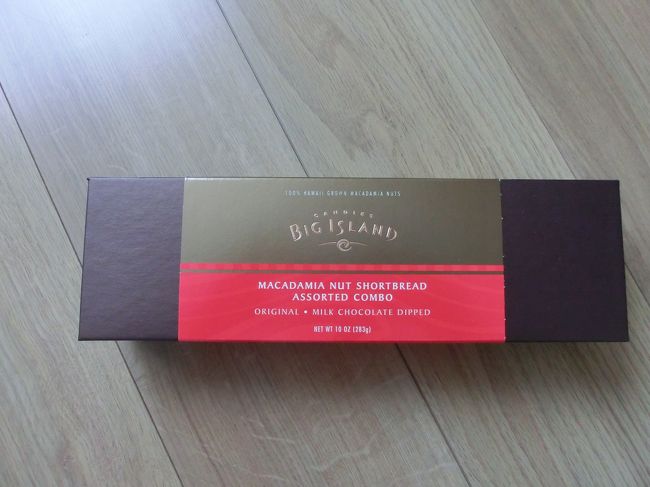 100% HAWAII GROWN MACADAMIA NUTS
CANDIES
BIG ISLAND
MACADAMIA NUT SHORTBREAD
ASSORTED COMBO
ORIGINAL • MILK CHOCOLATE DIPPED
NET WT 10 OZ (283g)